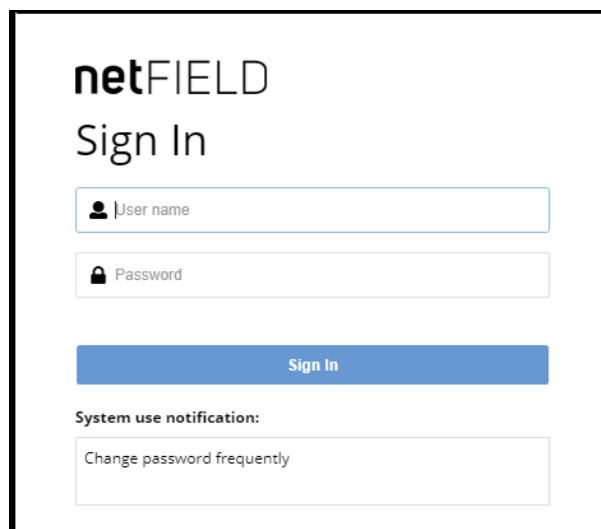 netFIELD
Sign In
User name
Password
Sign In
System use notification:
Change password frequently